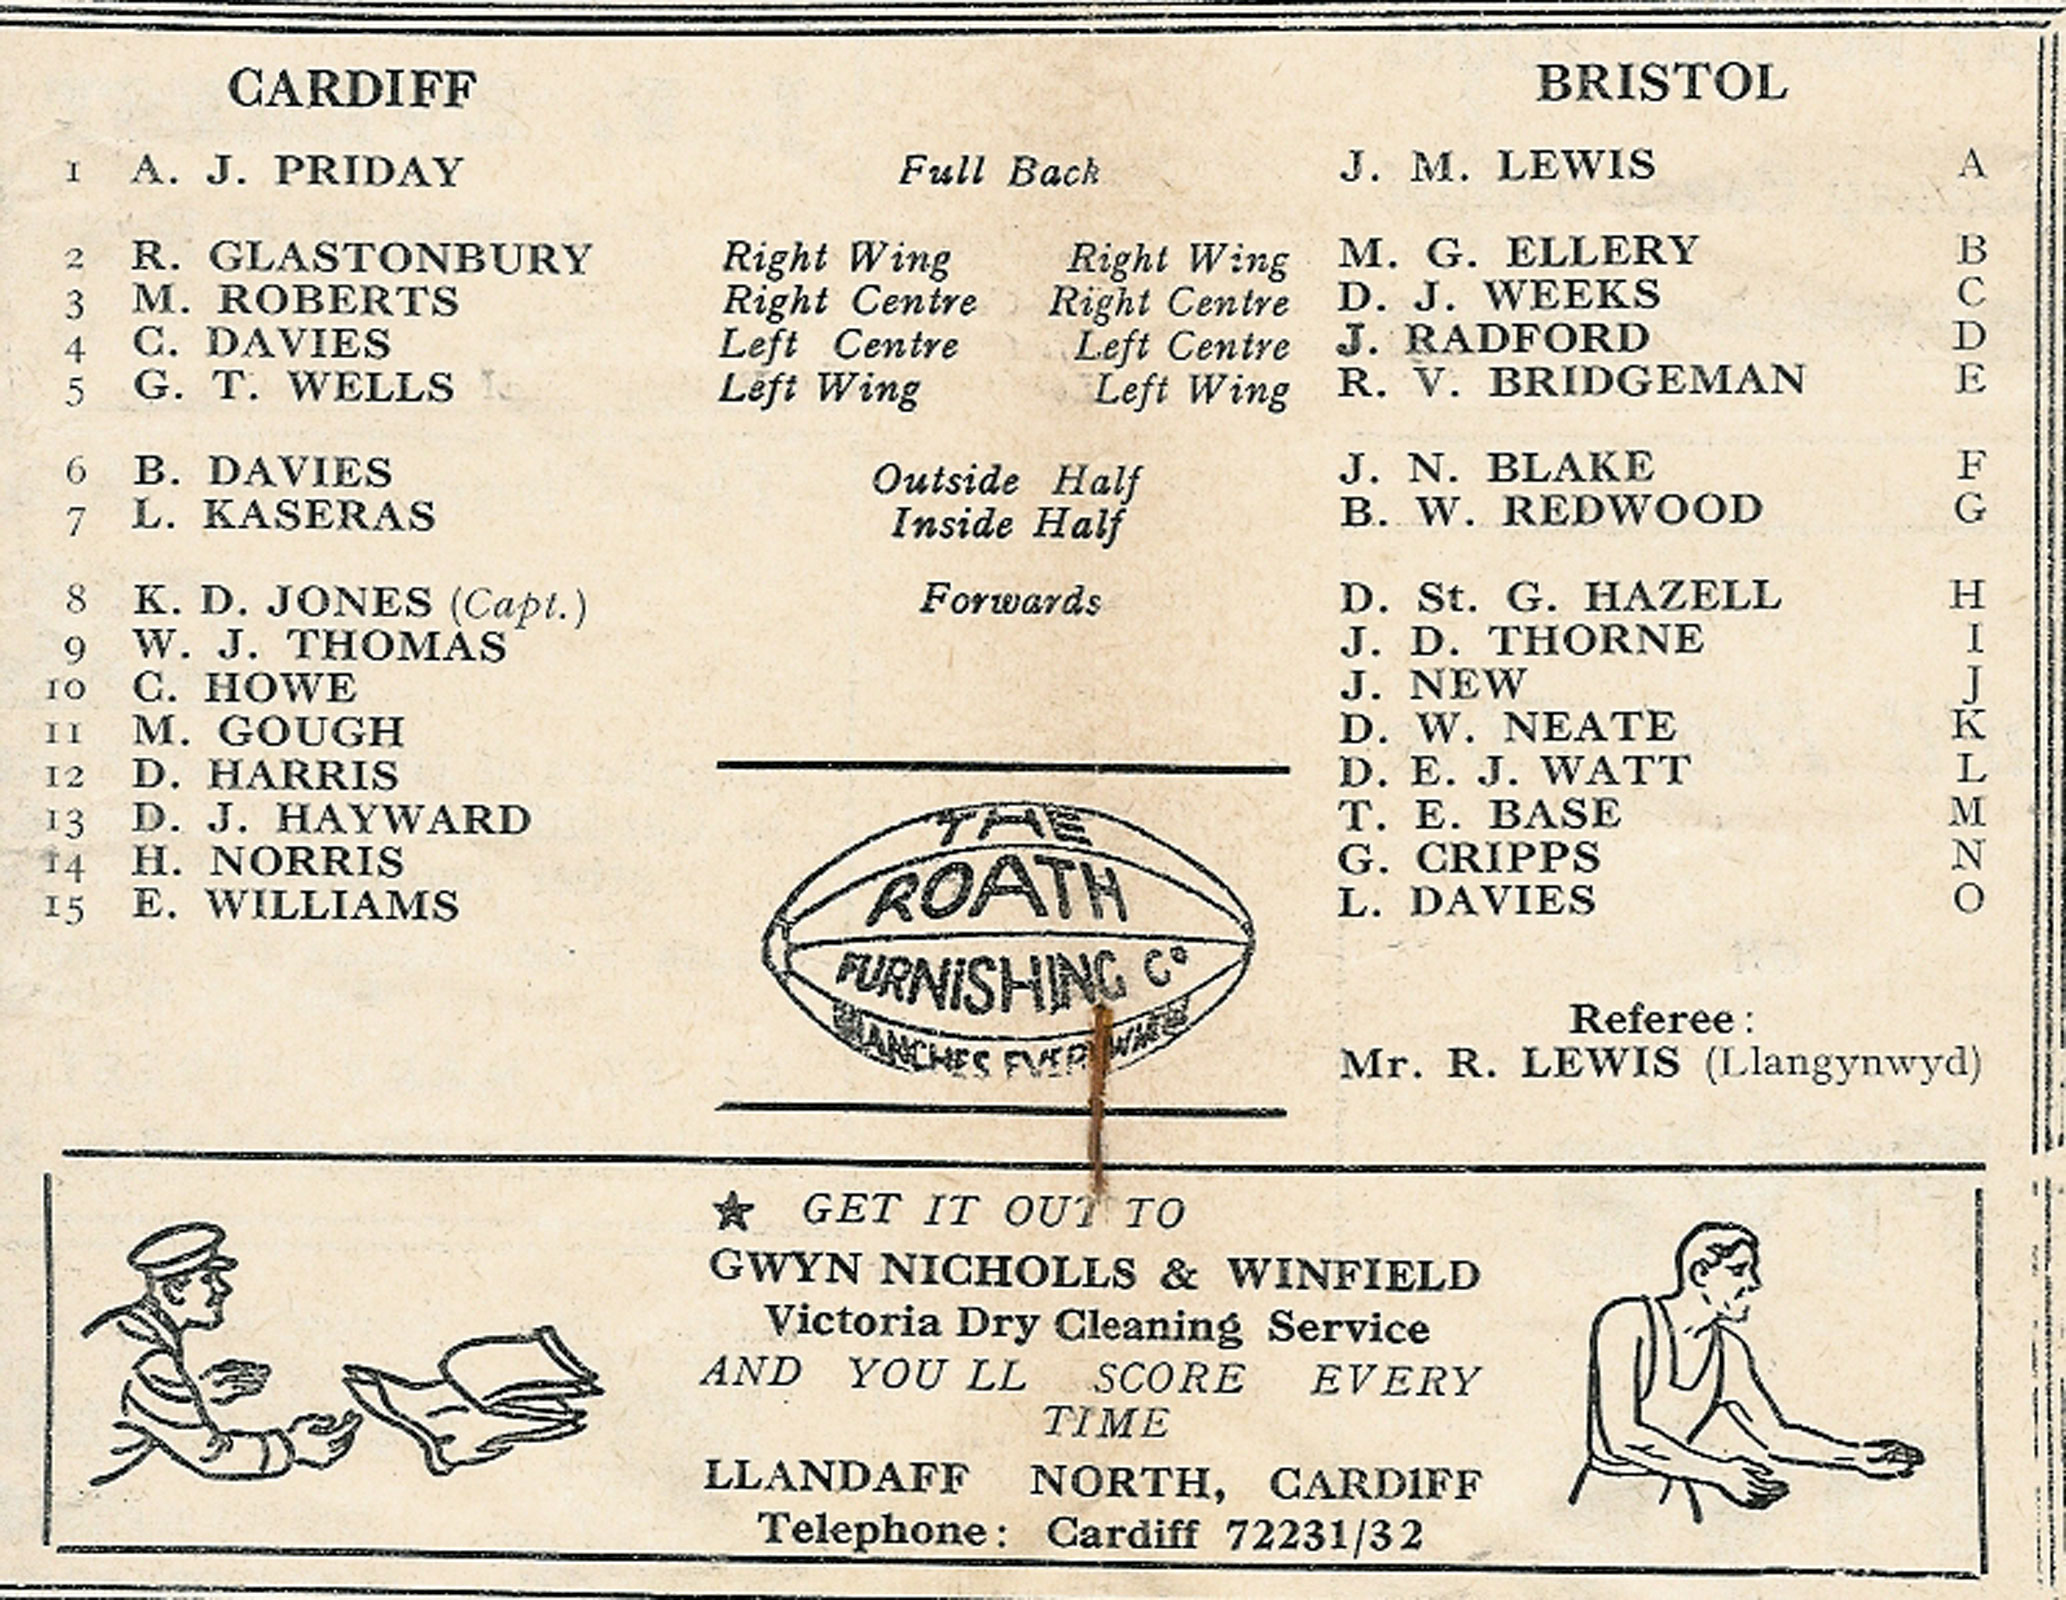 CARDIFF BRISTOL
1 A. J. PRIDAY Full Back J. M. LEWIS A
2 R. GLASTONBURY Right Wing Right Wing M. G. ELLERY B
3 M. ROBERTS Right Centre Right Centre D. J. WEEKS C
4 C. DAVIES Left Centre Left Centre J. RADFORD D
5 G. T. WELLS Left Wing Left Wing R. V. BRIDGEMAN E
6 B. DAVIES Outside Half J. N. BLAKE F
7 L. KASERAS Inside Half B. W. REDWOOD G
8 K. D. JONES (Capt.) Forwards D. St. G. HAZELL H
9 W. J. THOMAS J. D. THORNE I
10 C. HOWE J. NEW J
11 M. GOUGH D. W. NEATE K
12 D. HARRIS D. E. J. WATT L
13 D. J. HAYWARD T. E. BASE M
14 H. NORRIS G. CRIPPS N
15 E. WILLIAMS L. DAVIES O
THE
ROATH
FURNISHING Co
BRANCHES EVERYWHERE
Referee:
Mr. R. LEWIS (Llangynwyd)
★ GET IT OUT TO
GWYN NICHOLLS & WINFIELD
Victoria Dry Cleaning Service
AND YOU LL SCORE EVERY
TIME
LLANDAFF NORTH, CARDIFF
Telephone: Cardiff 72231/32